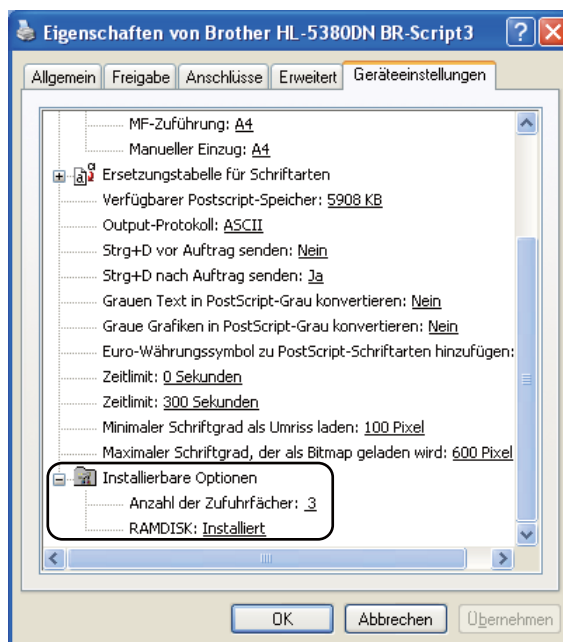 Eigenschaften von Brother HL-5380DN BR-Script3
Allgemein Freigabe Anschlüsse Erweitert Geräteeinstellungen
MF-Zuführung: A4
Manueller Einzug: A4
Ersetzungstabelle für Schriftarten
Verfügbarer Postscript-Speicher: 5908 KB
Output-Protokoll: ASCII
Strg+D vor Auftrag senden: Nein
Strg+D nach Auftrag senden: Ja
Grauen Text in PostScript-Grau konvertieren: Nein
Graue Grafiken in PostScript-Grau konvertieren: Nein
Euro-Währungssymbol zu PostScript-Schriftarten hinzufügen:
Zeitlimit: 0 Sekunden
Zeitlimit: 300 Sekunden
Minimaler Schriftgrad als Umriss laden: 100 Pixel
Maximaler Schriftgrad, der als Bitmap geladen wird: 600 Pixel
Installierbare Optionen
Anzahl der Zufuhrfächer: 3
RAMDISK: Installiert
OK Abbrechen Übernehmen